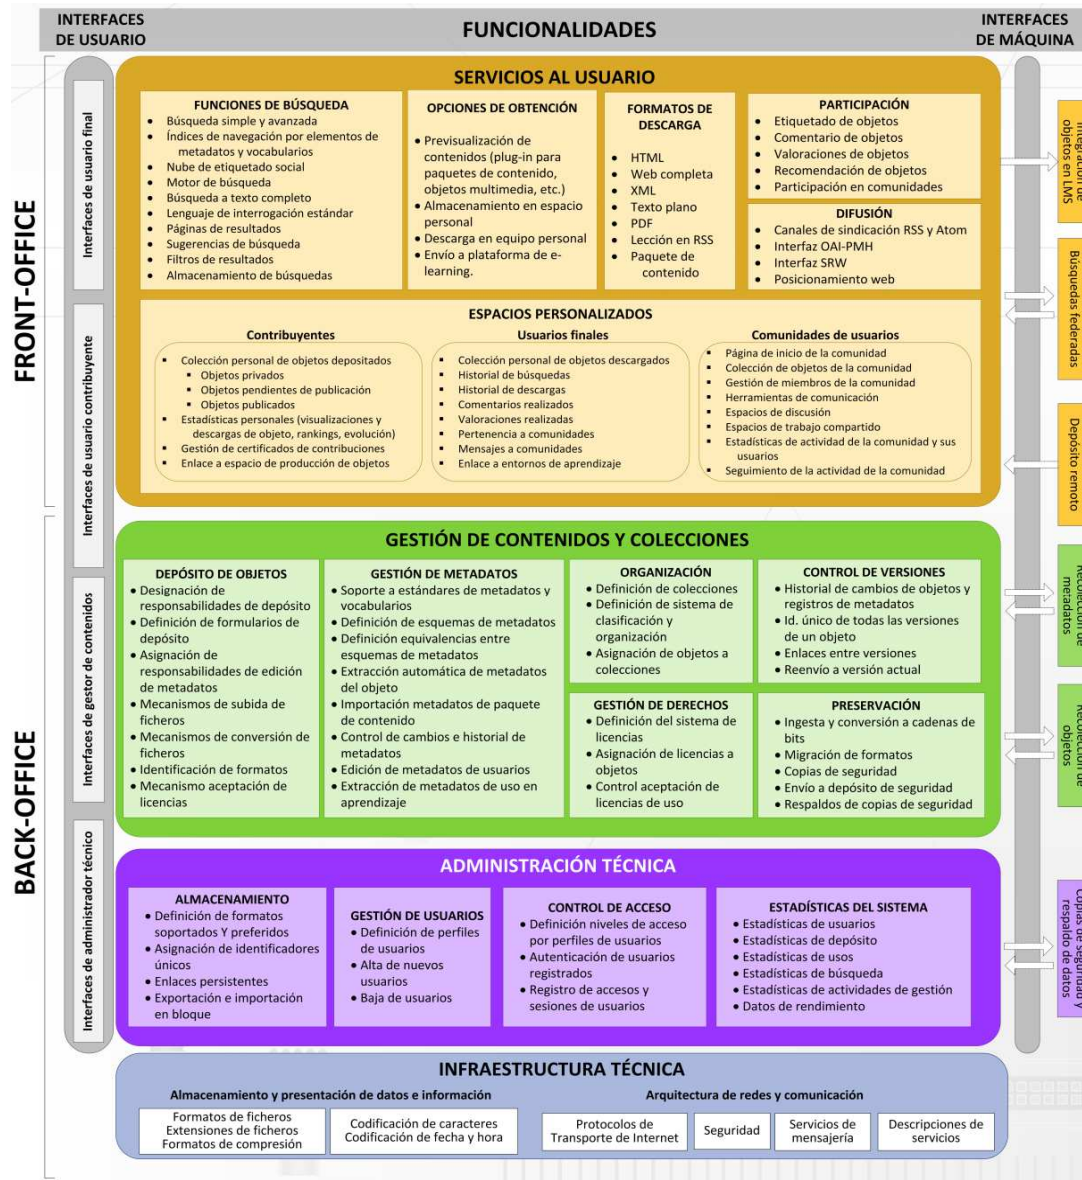 INTERFACES
DE USUARIO
FUNCIONALIDADES
INTERFACES
DE MÁQUINA
FRONT-OFFICE
BACK-OFFICE
Interfaces de usuario final
Interfaces de usuario contribuyente
Interfaces de gestor de contenidos
Interfaces de administrador técnico
SERVICIOS AL USUARIO
FUNCIONES DE BÚSQUEDA
• Búsqueda simple y avanzada
• Índices de navegación por elementos de
metadatos y vocabularios
• Nube de etiquetado social
• Motor de búsqueda
• Búsqueda a texto completo
• Lenguaje de interrogación estándar
• Páginas de resultados
• Sugerencias de búsqueda
• Filtros de resultados
• Almacenamiento de búsquedas
OPCIONES DE OBTENCIÓN
• Previsualización de
contenidos (plug-in para
paquetes de contenido,
objetos multimedia, etc.)
• Almacenamiento en espacio
personal
• Descarga en equipo personal
• Envío a plataforma de e-
learning.
FORMATOS DE
DESCARGA
• HTML
• Web completa
• XML
• Texto plano
• PDF
• Lección en RSS
• Paquete de
contenido
PARTICIPACIÓN
• Etiquetado de objetos
• Comentario de objetos
• Valoraciones de objetos
• Recomendación de objetos
• Participación en comunidades
DIFUSIÓN
• Canales de sindicación RSS y Atom
• Interfaz OAI-PMH
• Interfaz SRW
• Posicionamiento web
ESPACIOS PERSONALIZADOS
Contribuyentes
▪ Colección personal de objetos depositados
▪ Objetos privados
▪ Objetos pendientes de publicación
▪ Objetos publicados
▪ Estadísticas personales (visualizaciones y
descargas de objeto, rankings, evolución)
▪ Gestión de certificados de contribuciones
▪ Enlace a espacio de producción de objetos
Usuarios finales
▪ Colección personal de objetos descargados
▪ Historial de búsquedas
▪ Historial de descargas
▪ Comentarios realizados
▪ Valoraciones realizadas
▪ Pertenencia a comunidades
▪ Mensajes a comunidades
▪ Enlace a entornos de aprendizaje
Comunidades de usuarios
▪ Página de inicio de la comunidad
▪ Colección de objetos de la comunidad
▪ Gestión de miembros de la comunidad
▪ Herramientas de comunicación
▪ Espacios de discusión
▪ Espacios de trabajo compartido
▪ Estadísticas de actividad de la comunidad y sus
usuarios
▪ Seguimiento de la actividad de la comunidad
GESTIÓN DE CONTENIDOS Y COLECCIONES
DEPÓSITO DE OBJETOS
• Designación de
responsabilidades de depósito
• Definición de formularios de
depósito
• Asignación de
responsabilidades de edición
de metadatos
• Mecanismos de subida de
ficheros
• Mecanismos de conversión de
ficheros
• Identificación de formatos
• Mecanismo aceptación de
licencias
GESTIÓN DE METADATOS
• Soporte a estándares de metadatos y
vocabularios
• Definición de esquemas de metadatos
• Definición equivalencias entre
esquemas de metadatos
• Extracción automática de metadatos
del objeto
• Importación metadatos de paquete
de contenido
• Control de cambios e historial de
metadatos
• Edición de metadatos de usuarios
• Extracción de metadatos de uso en
aprendizaje
ORGANIZACIÓN
• Definición de colecciones
• Definición de sistema de
clasificación y
organización
• Asignación de objetos a
colecciones
CONTROL DE VERSIONES
• Historial de cambios de objetos y
registros de metadatos
• Id. único de todas las versiones
de un objeto
• Enlaces entre versiones
• Reenvío a versión actual
GESTIÓN DE DERECHOS
• Definición del sistema de
licencias
• Asignación de licencias a
objetos
• Control aceptación de
licencias de uso
PRESERVACIÓN
• Ingesta y conversión a cadenas de
bits
• Migración de formatos
• Copias de seguridad
• Envío a depósito de seguridad
• Respaldos de copias de seguridad
ADMINISTRACIÓN TÉCNICA
ALMACENAMIENTO
• Definición de formatos
soportados Y preferidos
• Asignación de identificadores
únicos
• Enlaces persistentes
• Exportación e importación
en bloque
GESTIÓN DE USUARIOS
• Definición de perfiles
de usuarios
• Alta de nuevos
usuarios
• Baja de usuarios
CONTROL DE ACCESO
• Definición niveles de acceso
por perfiles de usuarios
• Autenticación de usuarios
registrados
• Registro de accesos y
sesiones de usuarios
ESTADÍSTICAS DEL SISTEMA
• Estadísticas de usuarios
• Estadísticas de depósito
• Estadísticas de usos
• Estadísticas de búsqueda
• Estadísticas de actividades de gestión
• Datos de rendimiento
INFRAESTRUCTURA TÉCNICA
Almacenamiento y presentación de datos e información
Formatos de ficheros
Extensiones de ficheros
Formatos de compresión
Codificación de caracteres
Codificación de fecha y hora
Arquitectura de redes y comunicación
Protocolos de
Transporte de Internet
Seguridad
Servicios de
mensajería
Descripciones de
servicios
Integración de
objetos en LMS
Búsquedas federadas
Depósito remoto
Recolección de
metadatos
Recolección de
objetos
Copias de seguridad y
respaldo de datos